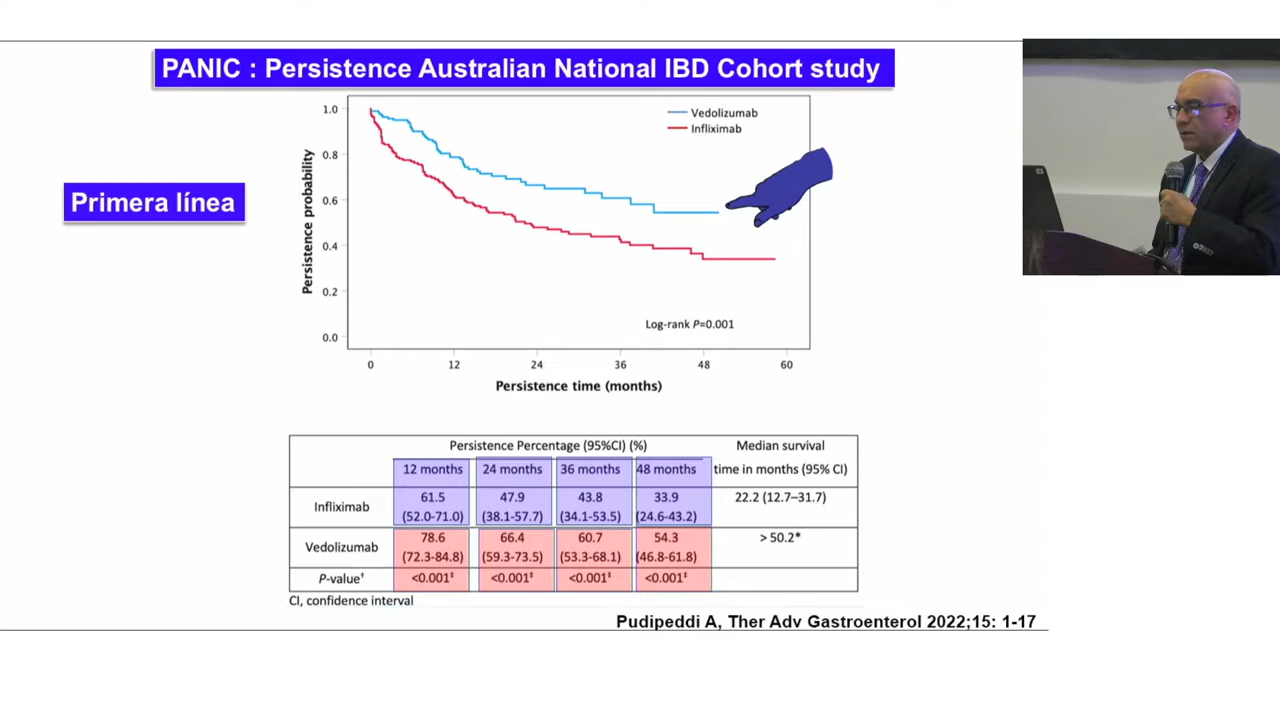 PANIC : Persistence Australian National IBD Cohort study
Primera línea
Persistence probability
1.0
0.8
0.6
0.4
0.2
0.0
Vedolizumab
Infliximab
Log-rank P=0.001
0 12 24 36 48 60
Persistence time (months)
Persistence Percentage (95%CI) (%) Median survival
12 months 24 months 36 months 48 months time in months (95% CI)
Infliximab 61.5 47.9 43.8 33.9 22.2 (12.7–31.7)
(52.0-71.0) (38.1-57.7) (34.1-53.5) (24.6-43.2)
Vedolizumab 78.6 66.4 60.7 54.3 > 50.2*
(72.3-84.8) (59.3-73.5) (53.3-68.1) (46.8-61.8)
P-value† <0.001‡ <0.001‡ <0.001‡ <0.001‡
CI, confidence interval
Pudipeddi A, Ther Adv Gastroenterol 2022;15: 1-17